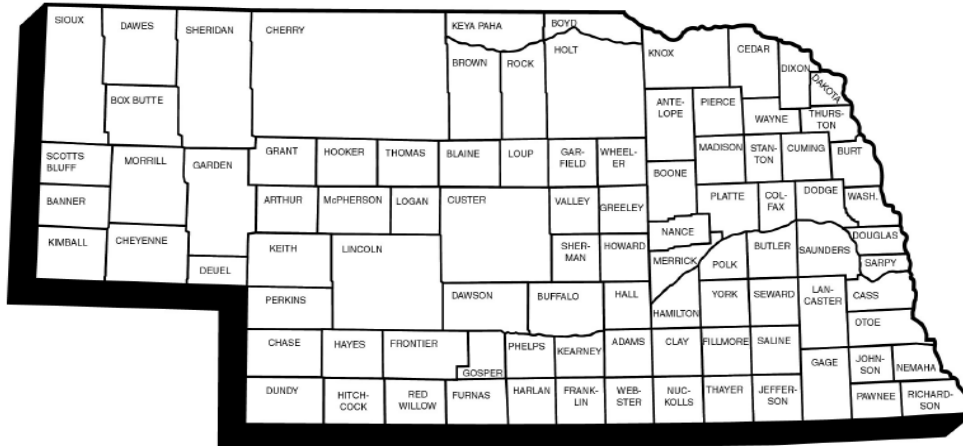 SIOUX
DAWES
SHERIDAN
CHERRY
KEYA PAHA
BOYD
BROWN
ROCK
HOLT
KNOX
CEDAR
DIXON
DAKOTA
BOX BUTTE
ANTE-
LOPE
PIERCE
WAYNE
THURS-
TON
SCOTTS
BLUFF
MORRILL
GARDEN
GRANT
HOOKER
THOMAS
BLAINE
LOUP
GAR-
FIELD
WHEEL-
ER
BOONE
MADISON
STAN-
TON
CUMING
BURT
BANNER
ARTHUR
McPHERSON
LOGAN
CUSTER
VALLEY
GREELEY
PLATTE
COL-
FAX
DODGE
WASH.
NANCE
KIMBALL
CHEYENNE
DEUEL
KEITH
LINCOLN
SHER-
MAN
HOWARD
MERRICK
POLK
BUTLER
SAUNDERS
DOUGLAS
SARPY
PERKINS
DAWSON
BUFFALO
HALL
HAMILTON
YORK
SEWARD
LAN-
CASTER
CASS
OTOE
CHASE
HAYES
FRONTIER
GOSPER
PHELPS
KEARNEY
ADAMS
CLAY
FILLMORE
SALINE
GAGE
JOHN-
SON
NEMAHA
DUNDY
HITCH-
COCK
RED
WILLOW
FURNAS
HARLAN
FRANK-
LIN
WEB-
STER
NUC-
KOLLS
THAYER
JEFFER-
SON
PAWNEE
RICHARD-
SON